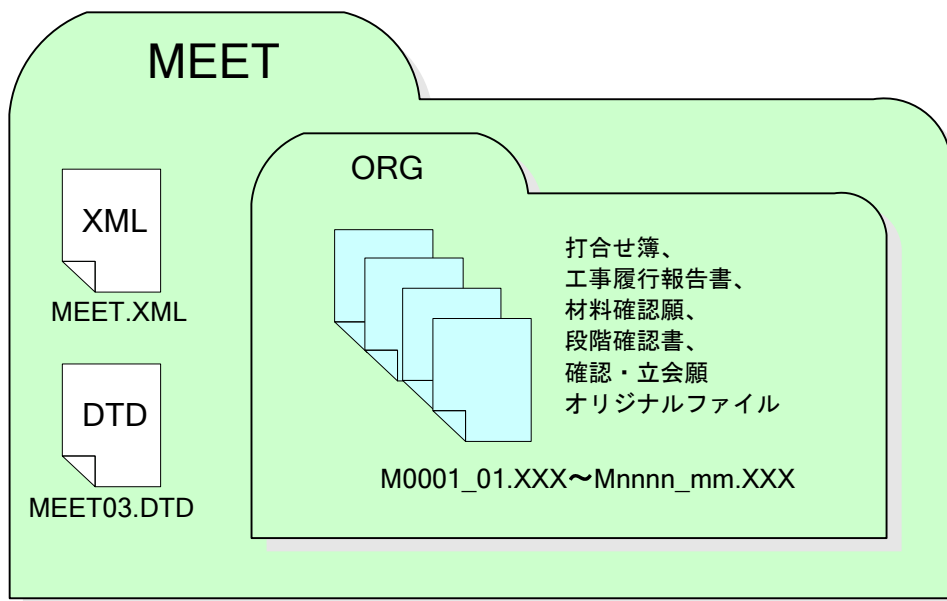 MEET
XML
MEET.XML
DTD
MEET03.DTD
ORG
打合せ簿、
工事履行報告書、
材料確認願、
段階確認書、
確認・立会願
オリジナルファイル
M0001_01.XXX～Mnnnn_mm.XXX